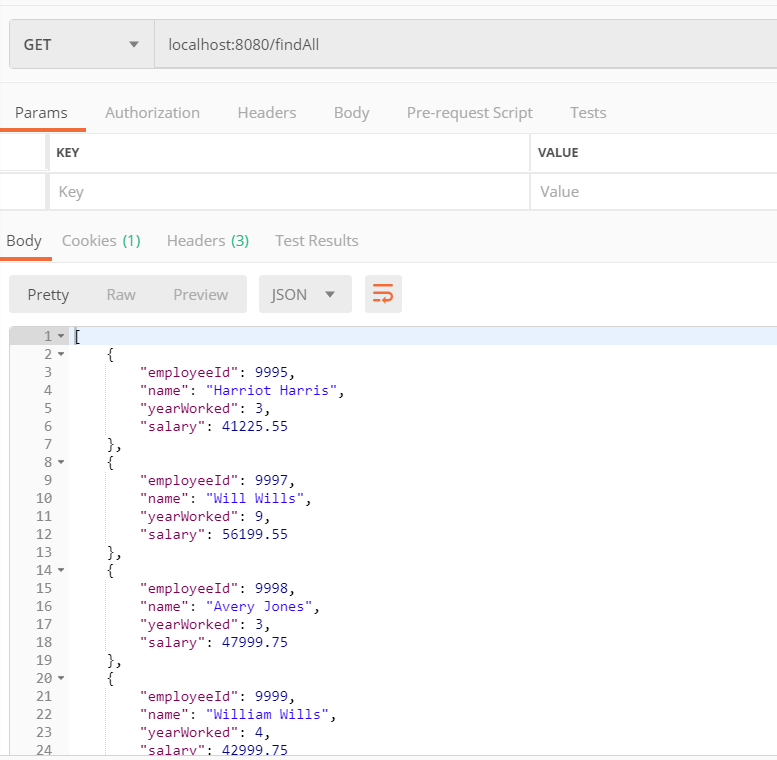 GET localhost:8080/findAll
Params Authorization Headers Body Pre-request Script Tests
KEY VALUE
Key Value
Body Cookies (1) Headers (3) Test Results
Pretty Raw Preview JSON
1 [
2 {
3 "employeeId": 9995,
4 "name": "Harriot Harris",
5 "yearWorked": 3,
6 "salary": 41225.55
7 },
8 {
9 "employeeId": 9997,
10 "name": "Will Wills",
11 "yearWorked": 9,
12 "salary": 56199.55
13 },
14 {
15 "employeeId": 9998,
16 "name": "Avery Jones",
17 "yearWorked": 3,
18 "salary": 47999.75
19 },
20 {
21 "employeeId": 9999,
22 "name": "William Wills",
23 "yearWorked": 4,
24 "salary": 42999.75